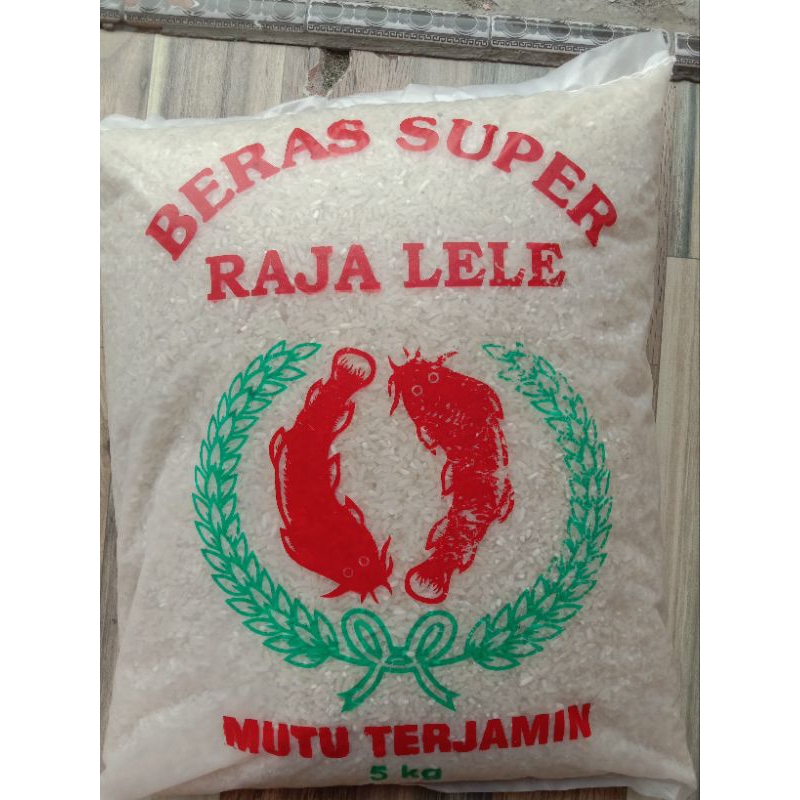 BERAS SUPER
RAJA LELE
MUTU TERJAMIN
5 kg